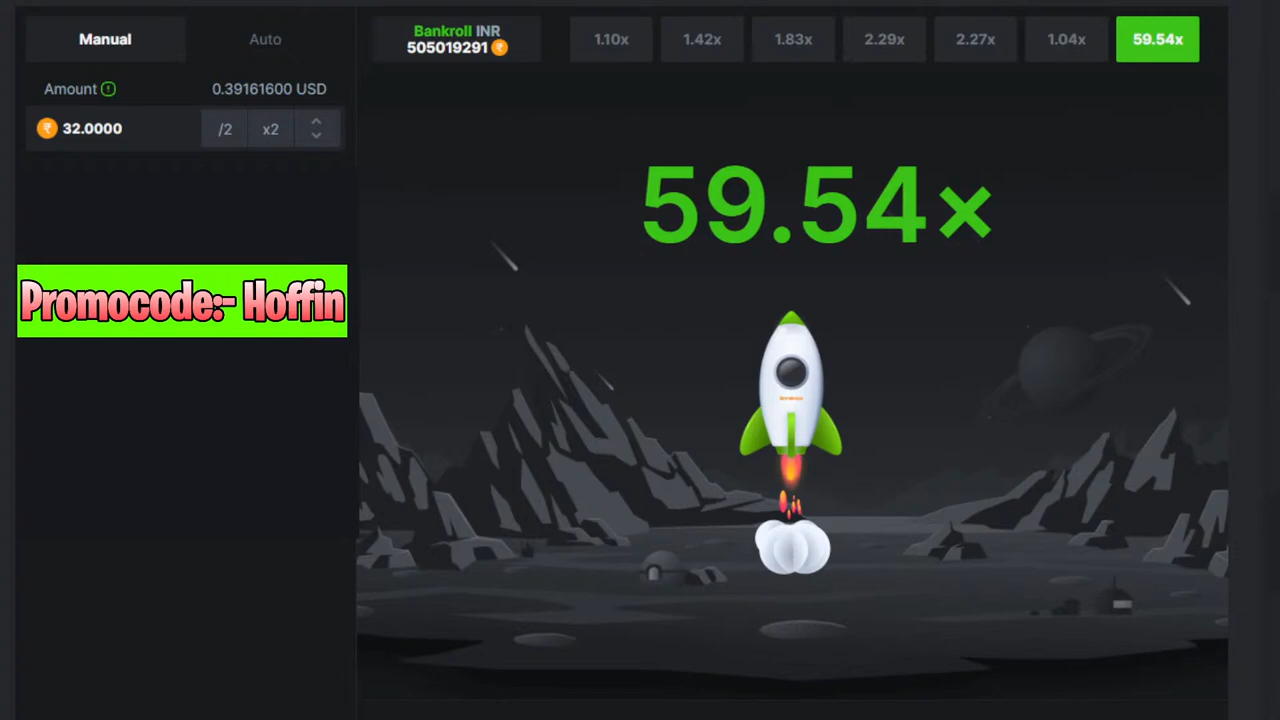 Manual
Auto
Bankroll INR
505019291
1.10x
1.42x
1.83x
2.29x
2.27x
1.04x
59.54x
Amount
0.39161600 USD
32.0000
/2
x2
59.54×
Promocode:- Hoffin